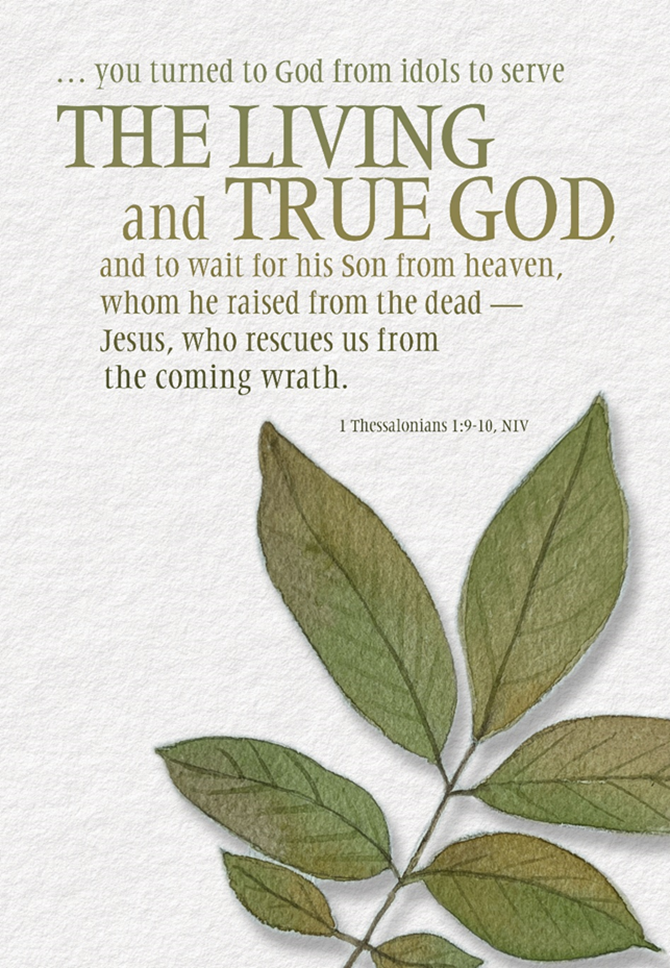 ... you turned to God from idols to serve
THE LIVING
and TRUE GOD,
and to wait for his Son from heaven,
whom he raised from the dead —
Jesus, who rescues us from
the coming wrath.
1 Thessalonians 1:9-10, NIV